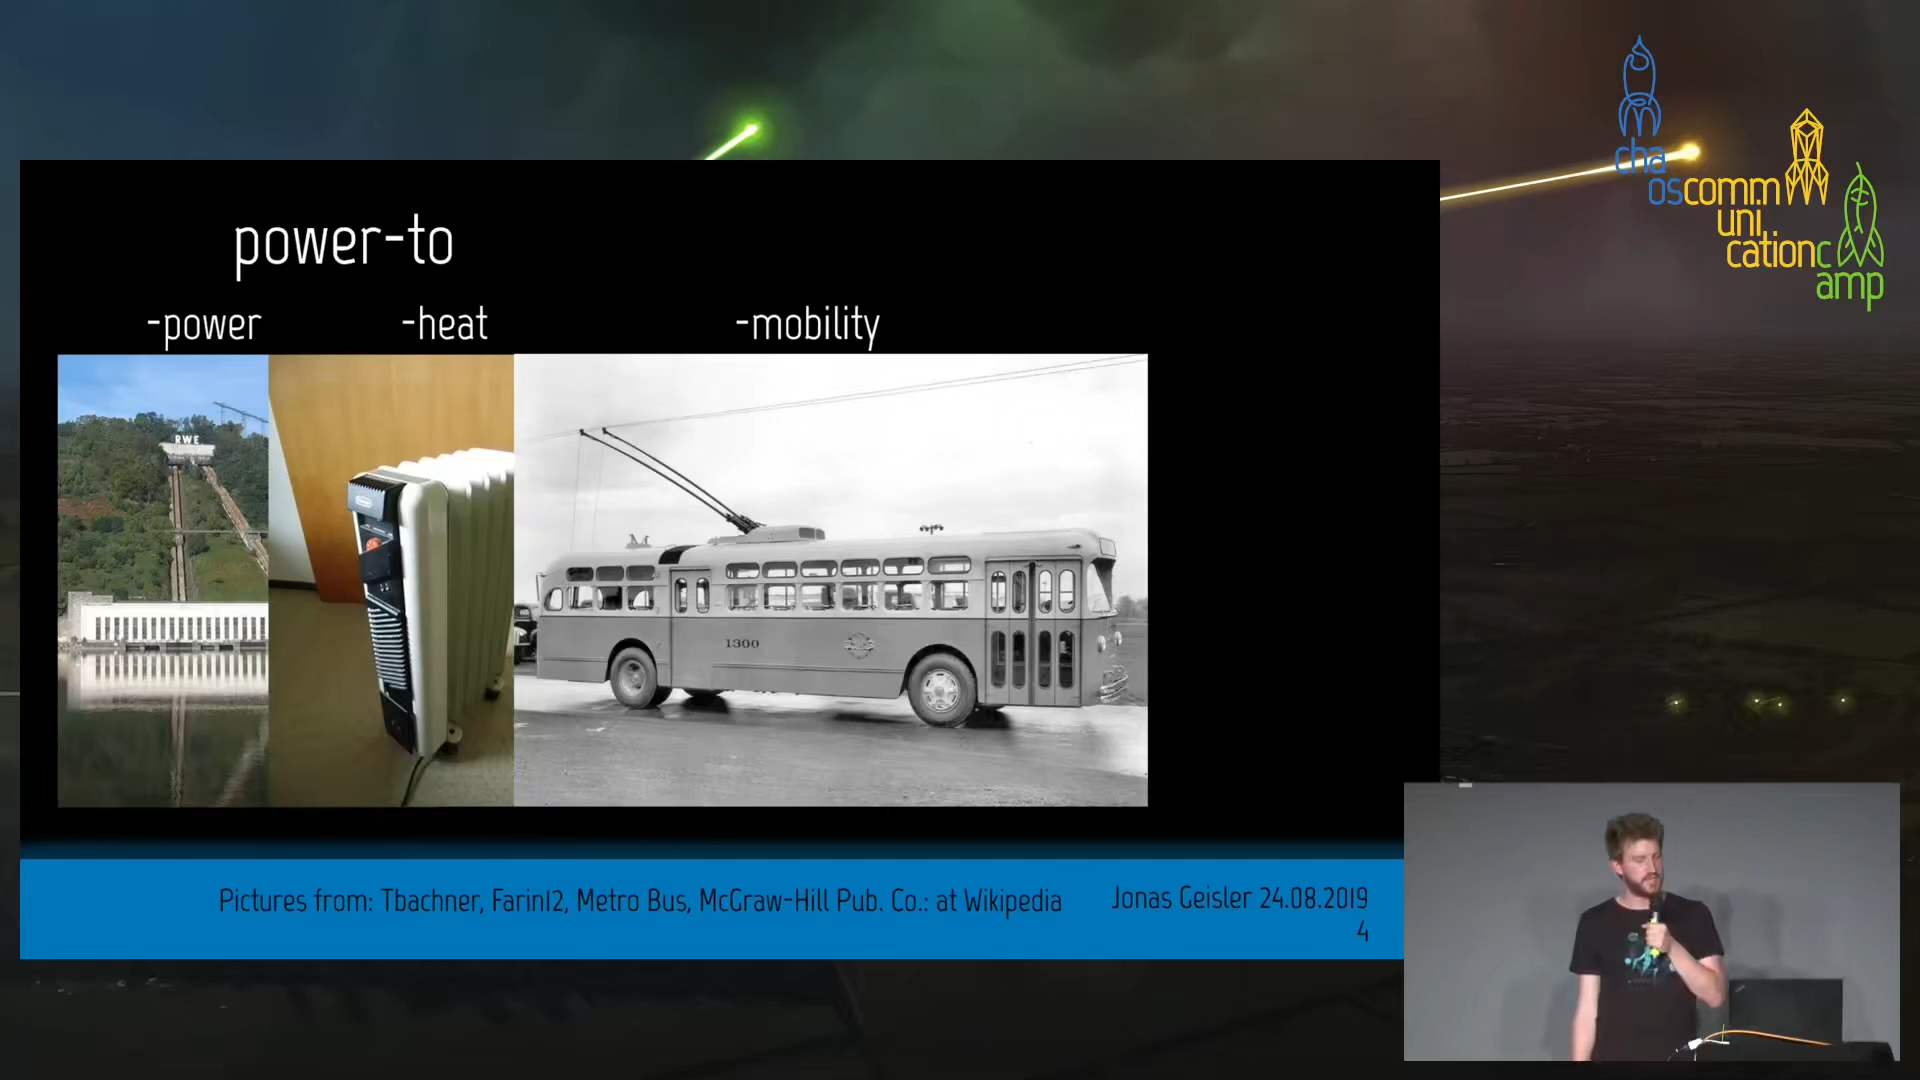 power-to
-power
-heat
-mobility
RWE
1300
Pictures from: Tbachner, Farin12, Metro Bus, McGraw-Hill Pub. Co.: at Wikipedia
Jonas Geisler 24.08.2019
4
cha
oscomm
uni
cationc
amp